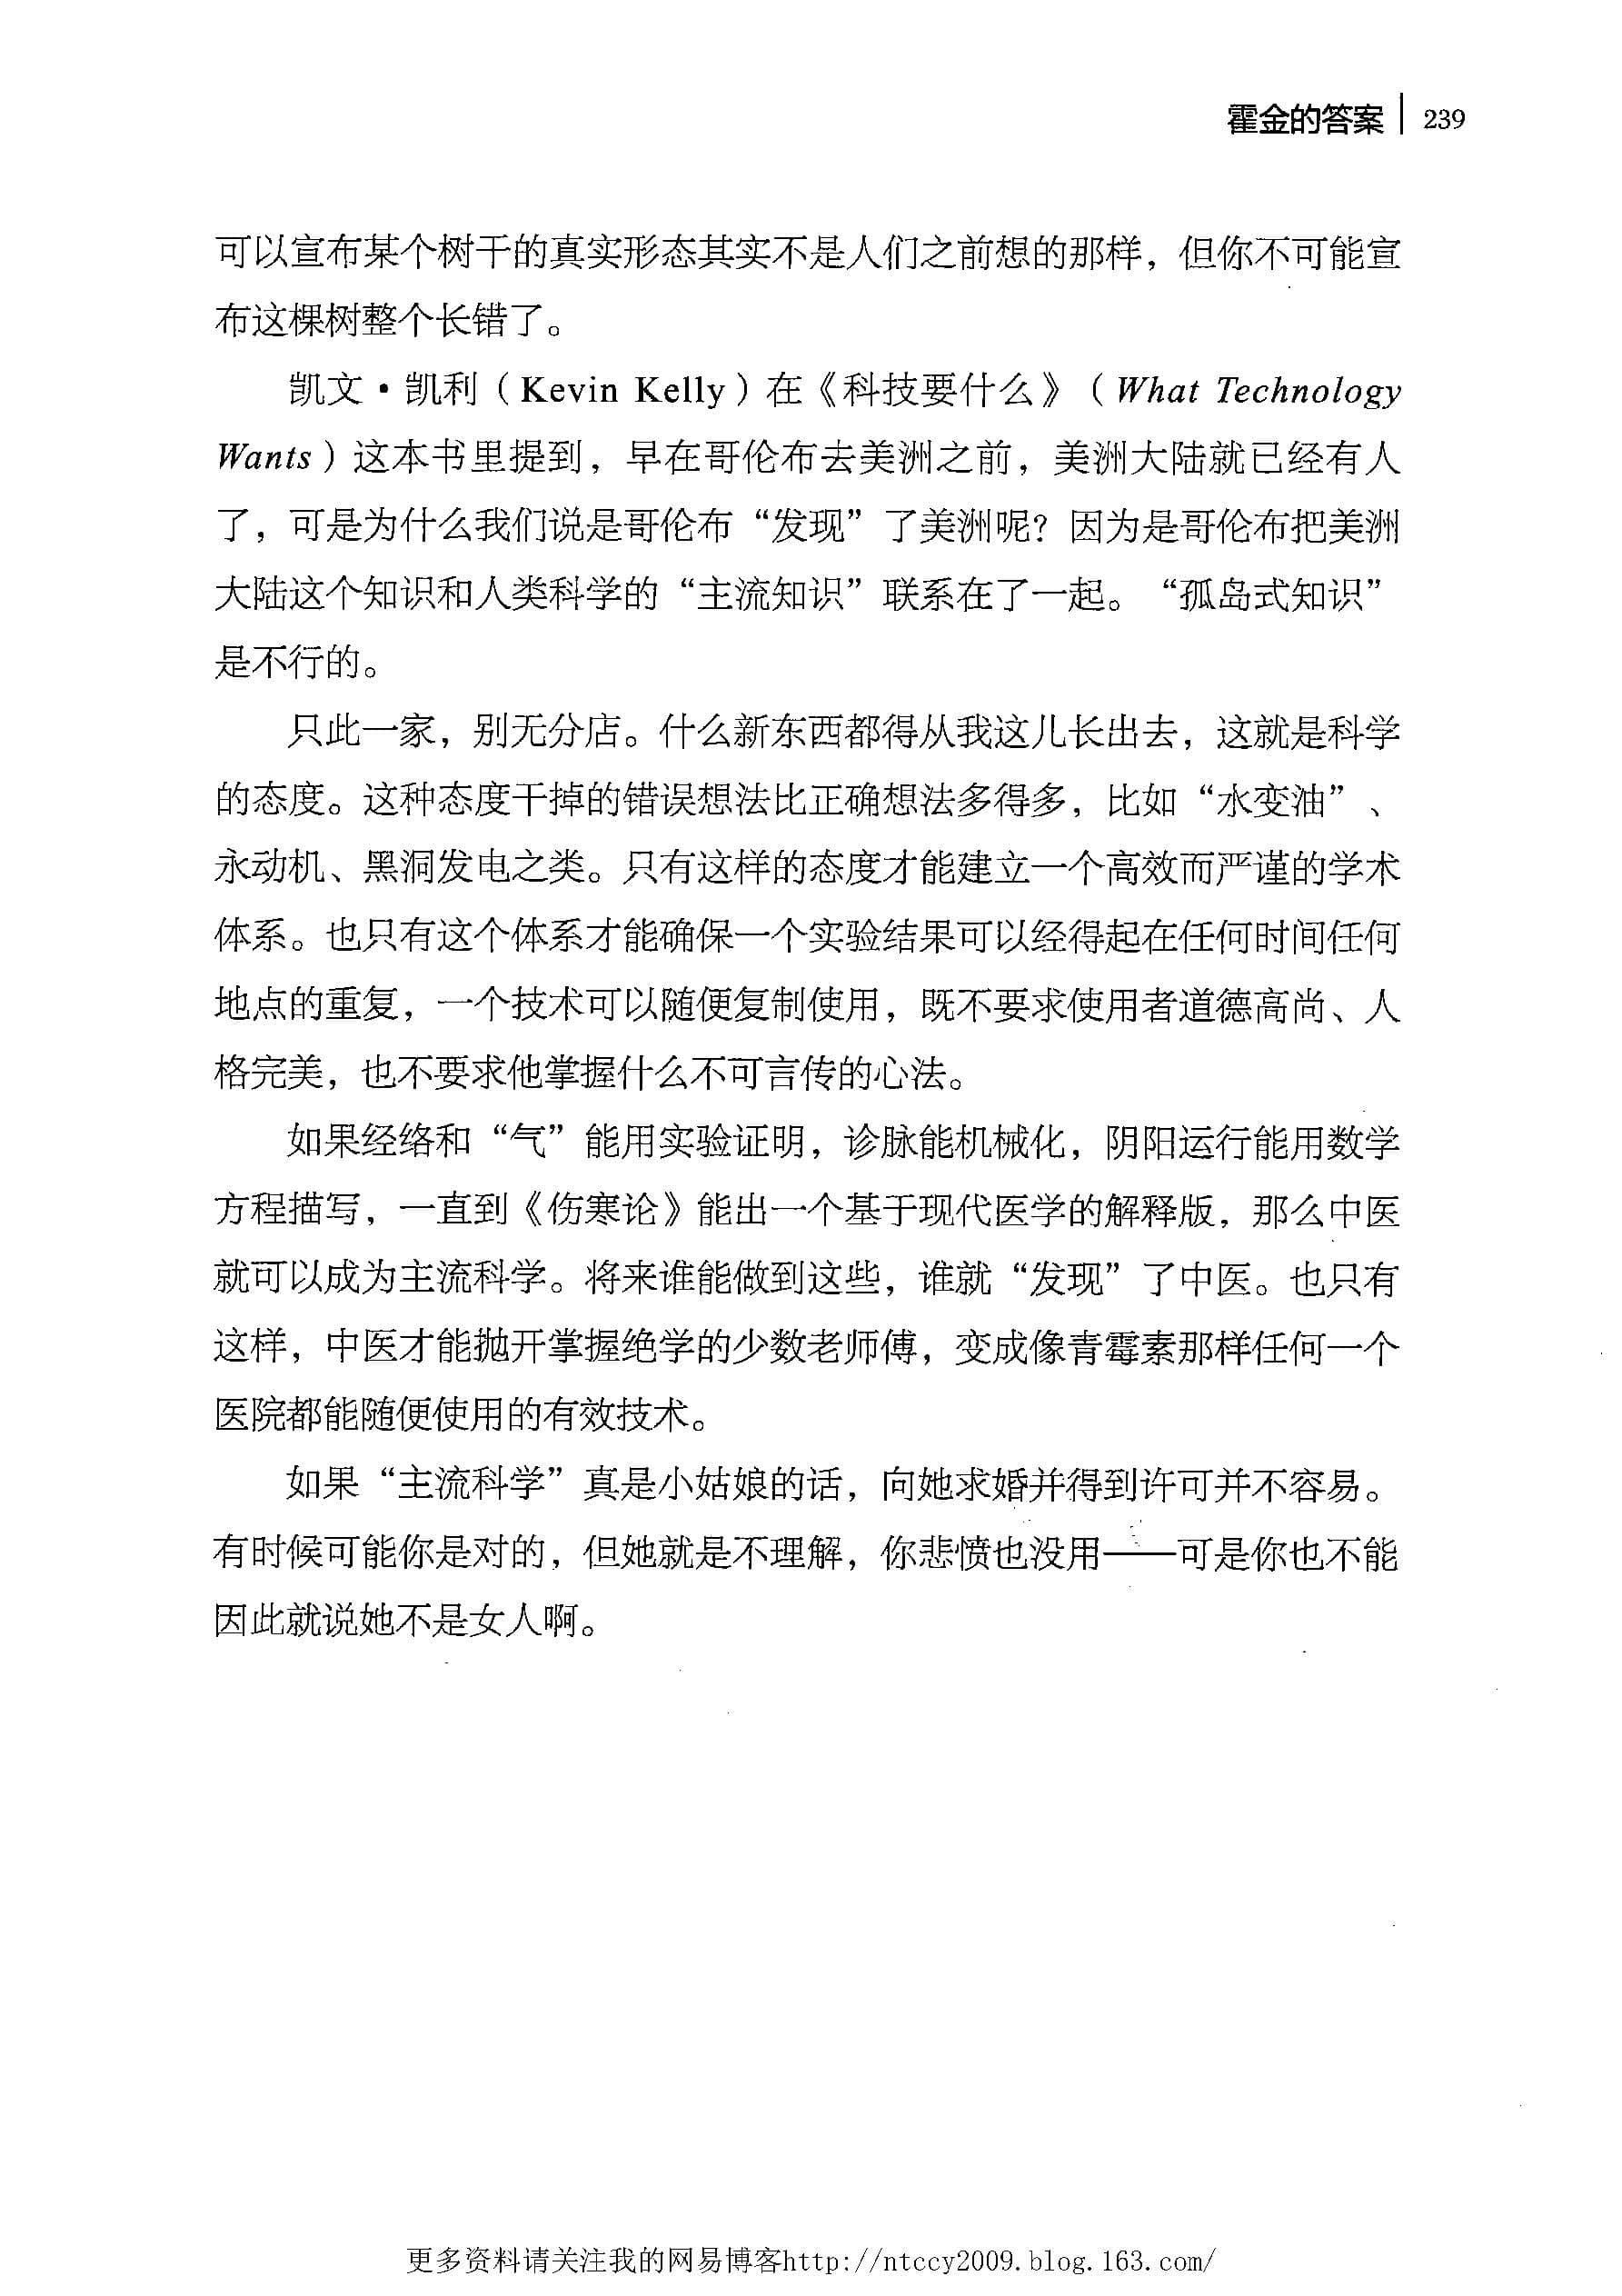 霍金的答案 | 239
可以宣布某个树干的真实形态其实不是人们之前想的那样，但你不可能宣
布这棵树整个长错了。
凯文·凯利（Kevin Kelly）在《科技要什么》（What Technology
Wants）这本书里提到，早在哥伦布去美洲之前，美洲大陆就已经有人
了，可是为什么我们说是哥伦布“发现”了美洲呢？因为是哥伦布把美洲
大陆这个知识和人类科学的“主流知识”联系在了一起。“孤岛式知识”
是不行的。
只此一家，别无分店。什么新东西都得从我这儿长出去，这就是科学
的态度。这种态度干掉的错误想法比正确想法多得多，比如“水变油”、
永动机、黑洞发电之类。只有这样的态度才能建立一个高效而严谨的学术
体系。也只有这个体系才能确保一个实验结果可以经得起在任何时间任何
地点的重复，一个技术可以随便复制使用，既不要求使用者道德高尚、人
格完美，也不要求他掌握什么不可言传的心法。
如果经络和“气”能用实验证明，诊脉能机械化，阴阳运行能用数学
方程描写，一直到《伤寒论》能出一个基于现代医学的解释版，那么中医
就可以成为主流科学。将来谁能做到这些，谁就“发现”了中医。也只有
这样，中医才能抛开掌握绝学的少数老师傅，变成像青霉素那样任何一个
医院都能随便使用的有效技术。
如果“主流科学”真是小姑娘的话，向她求婚并得到许可并不容易。
有时候可能你是对的，但她就是不理解，你悲愤也没用——可是你也不能
因此就说她不是女人啊。
更多资料请关注我的网易博客http://ntccy2009.blog.163.com/